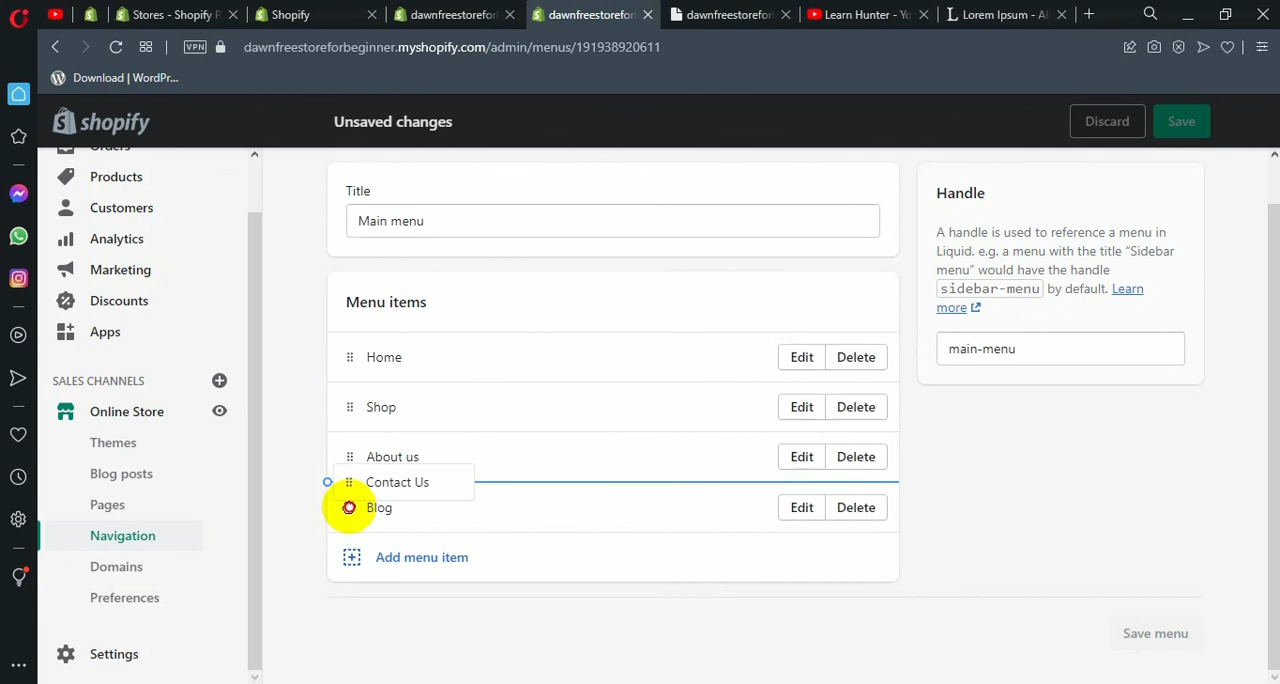 Stores - Shopify P
Shopify
dawnfreestorefor
dawnfreestorefor
dawnfreestorefor
Learn Hunter - Yo
Lorem Ipsum - Al
VPN
dawnfreestoreforbeginner.myshopify.com/admin/menus/191938920611
Download | WordPr...
shopify
Unsaved changes
Discard
Save
Orders
Products
Customers
Analytics
Marketing
Discounts
Apps
SALES CHANNELS
Online Store
Themes
Blog posts
Pages
Navigation
Domains
Preferences
Settings
Title
Main menu
Menu items
Home
Edit
Delete
Shop
Edit
Delete
About us
Edit
Delete
Contact Us
Blog
Edit
Delete
Add menu item
Handle
A handle is used to reference a menu in
Liquid. e.g. a menu with the title “Sidebar
menu” would have the handle
sidebar-menu by default. Learn
more
main-menu
Save menu